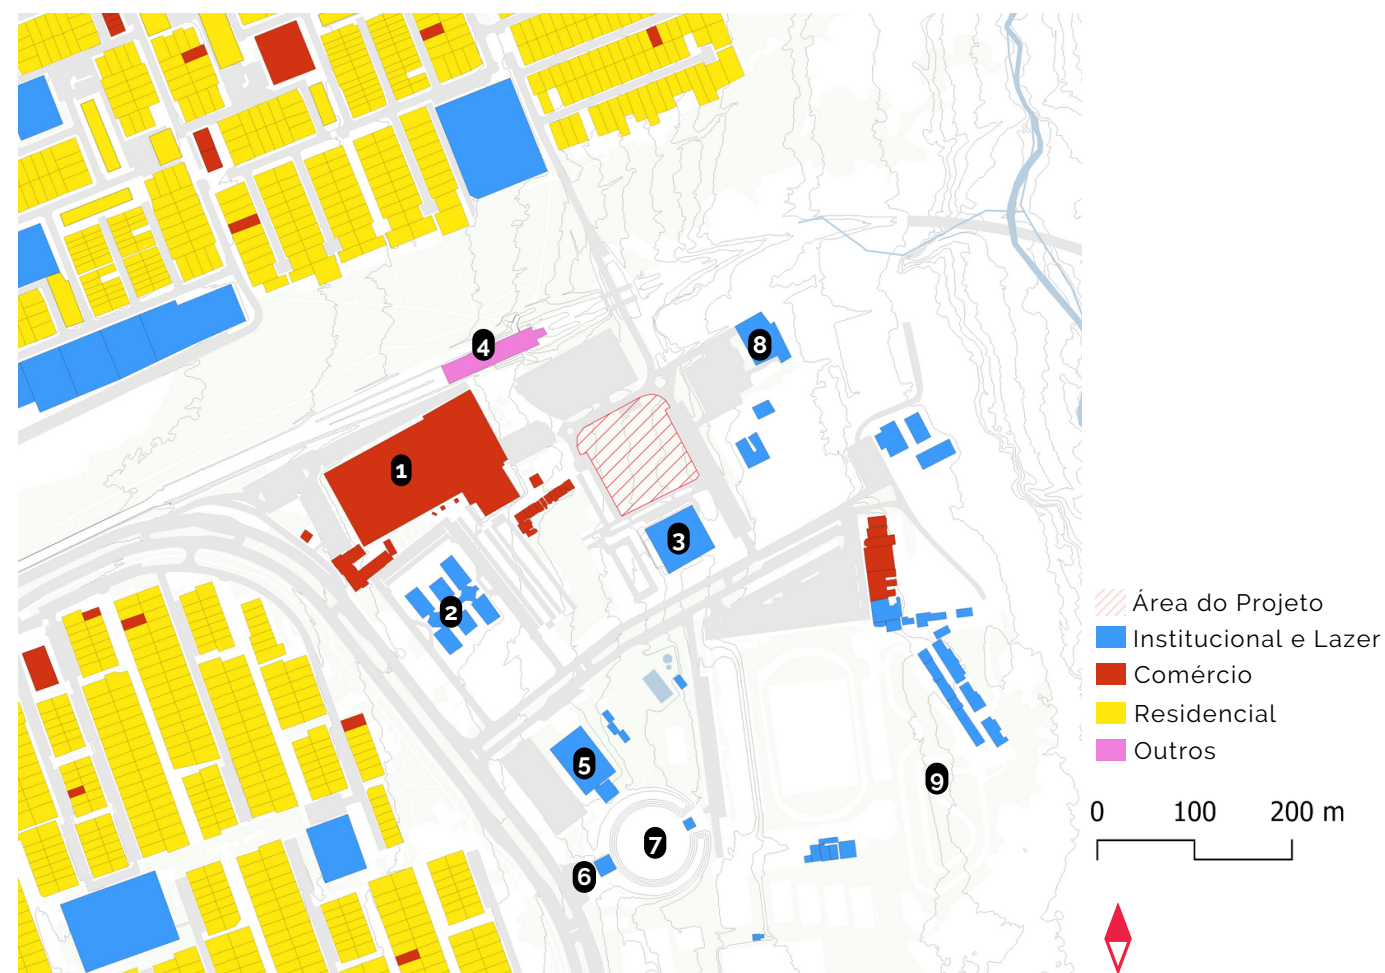 4
8
1
3
2
5
7
6
9
Área do Projeto
Institucional e Lazer
Comércio
Residencial
Outros
0 100 200 m